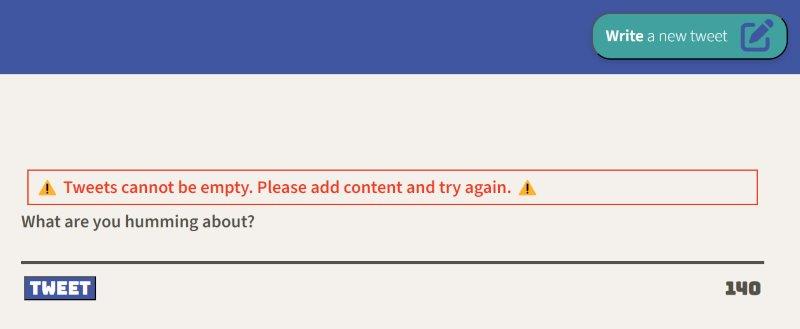 Write a new tweet
⚠️ Tweets cannot be empty. Please add content and try again. ⚠️
What are you humming about?
TWEET 140